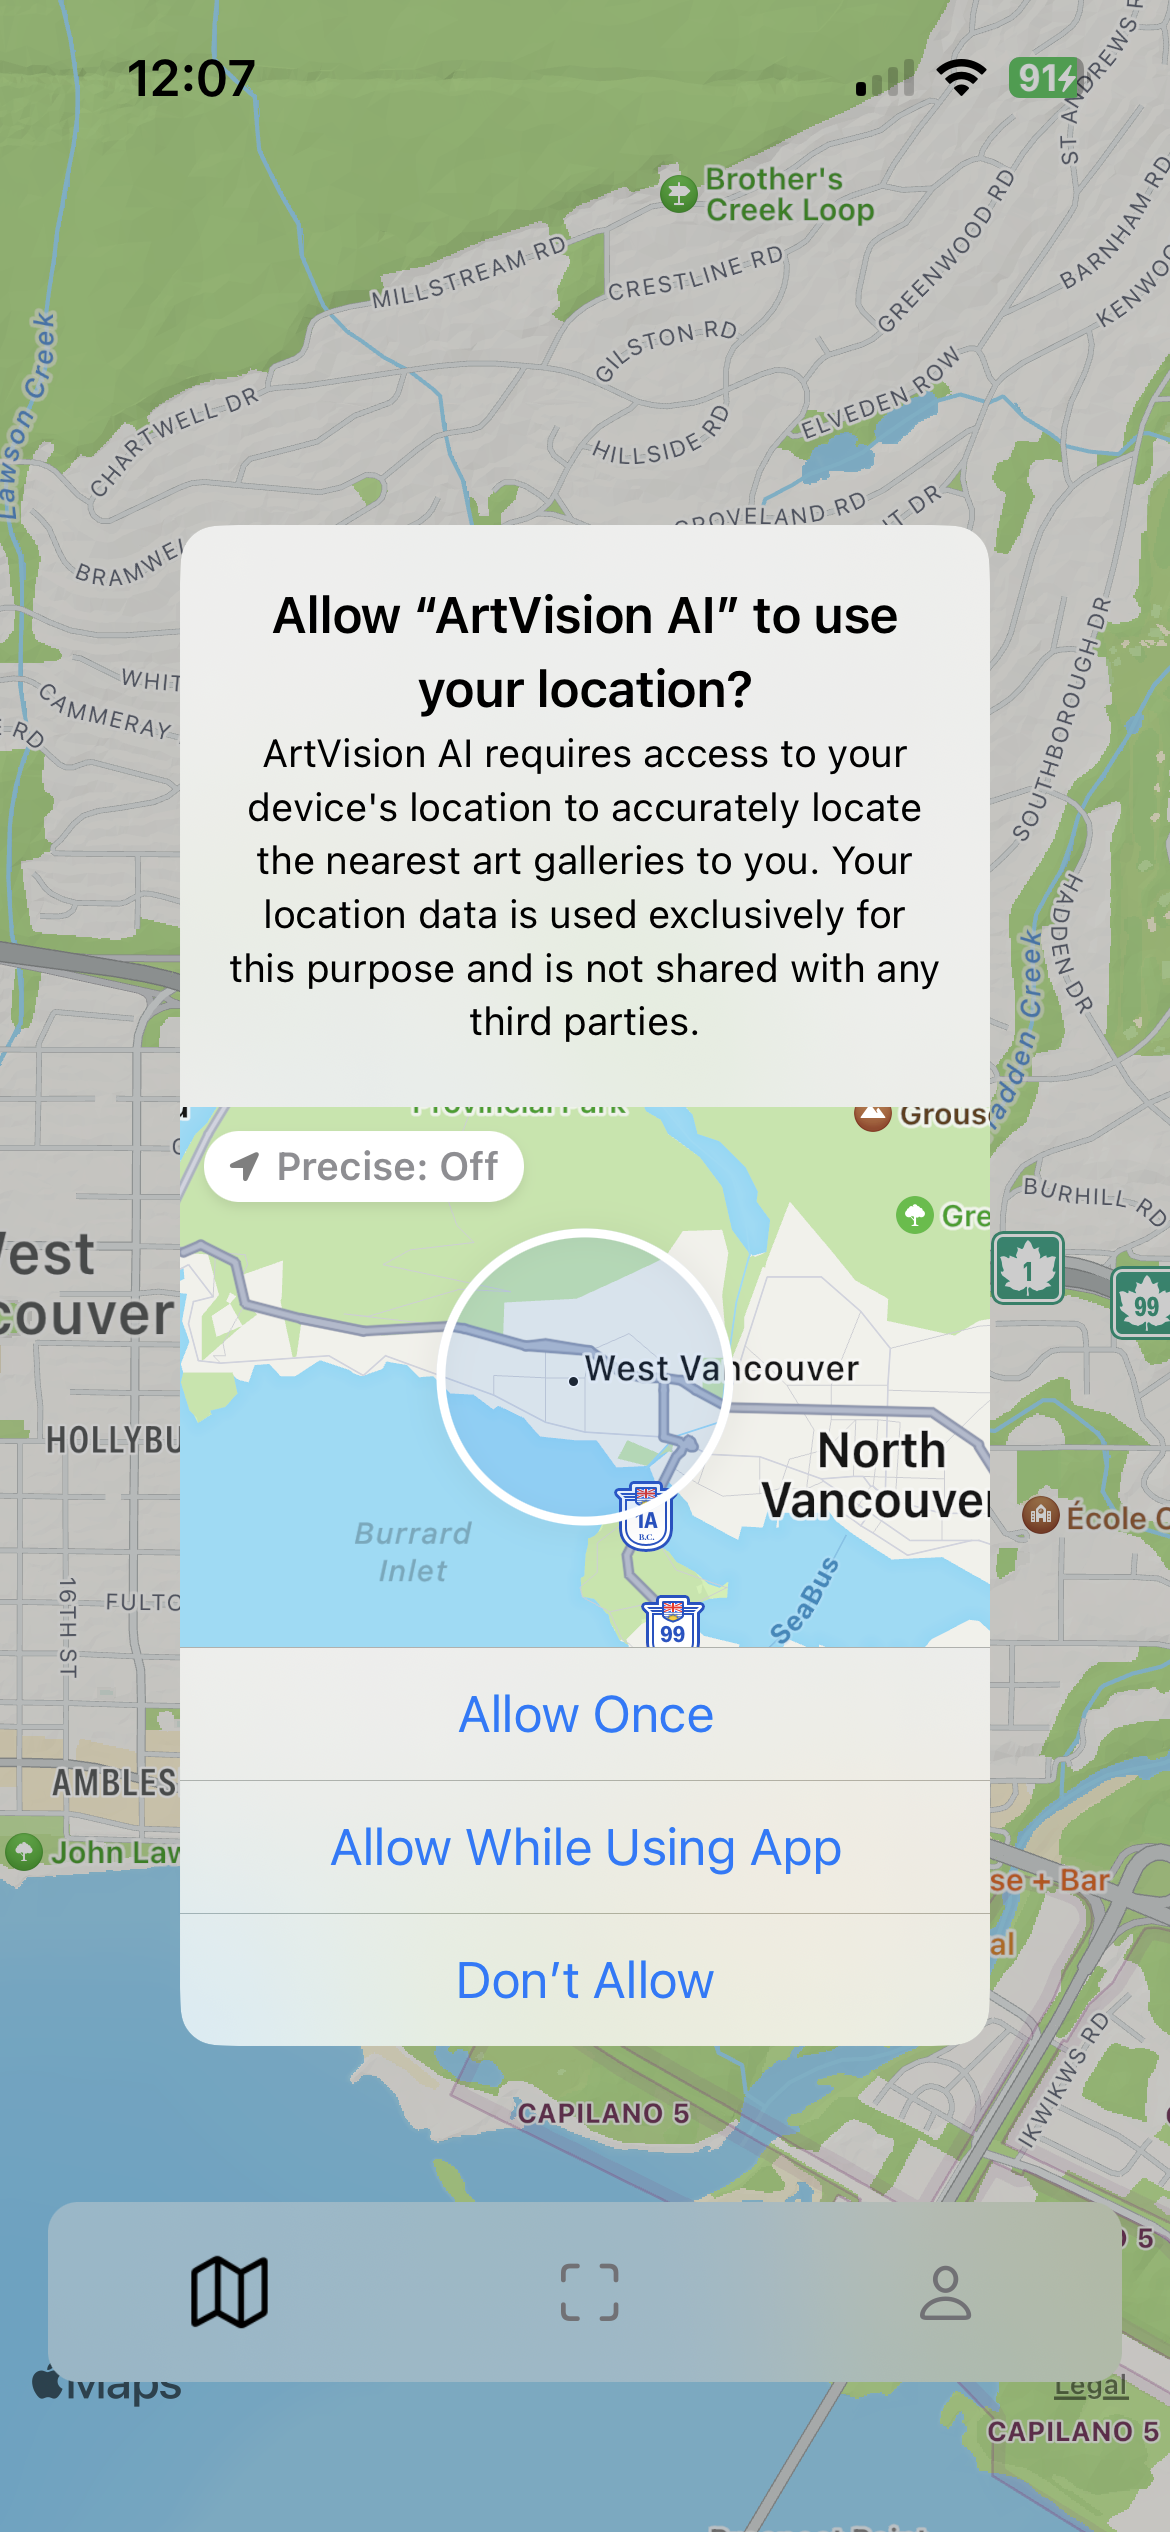 12:07
91
ST ANDREWS R
Brother's
Creek Loop
BARNHAM RD
GREENWOOD RD
KENWOO
MILLSTREAM RD
CRESTLINE RD
GILSTON RD
Lawson Creek
ELVEDEN ROW
CHARTWELL DR
HILLSIDE RD
GROVELAND RD
T DR
BRAMWEL
Allow “ArtVision AI” to use
your location?
ArtVision AI requires access to your
device's location to accurately locate
the nearest art galleries to you. Your
location data is used exclusively for
this purpose and is not shared with any
third parties.
WHIT
CAMMERAY
E RD
SOUTHBOROUGH DR
HADDEN DR
adden Creek
Provincial Park
Grous
Precise: Off
Gre
BURHILL RD
1
99
est
couver
West Vancouver
North
Vancouver
HOLLYBU
Burrard
Inlet
1A
B.C.
99
SeaBus
École C
16TH ST
FULTO
Allow Once
AMBLES
Allow While Using App
John Law
se + Bar
al
Don’t Allow
IKWIKWS RD
CAPILANO 5
5
Maps
Legal
CAPILANO 5